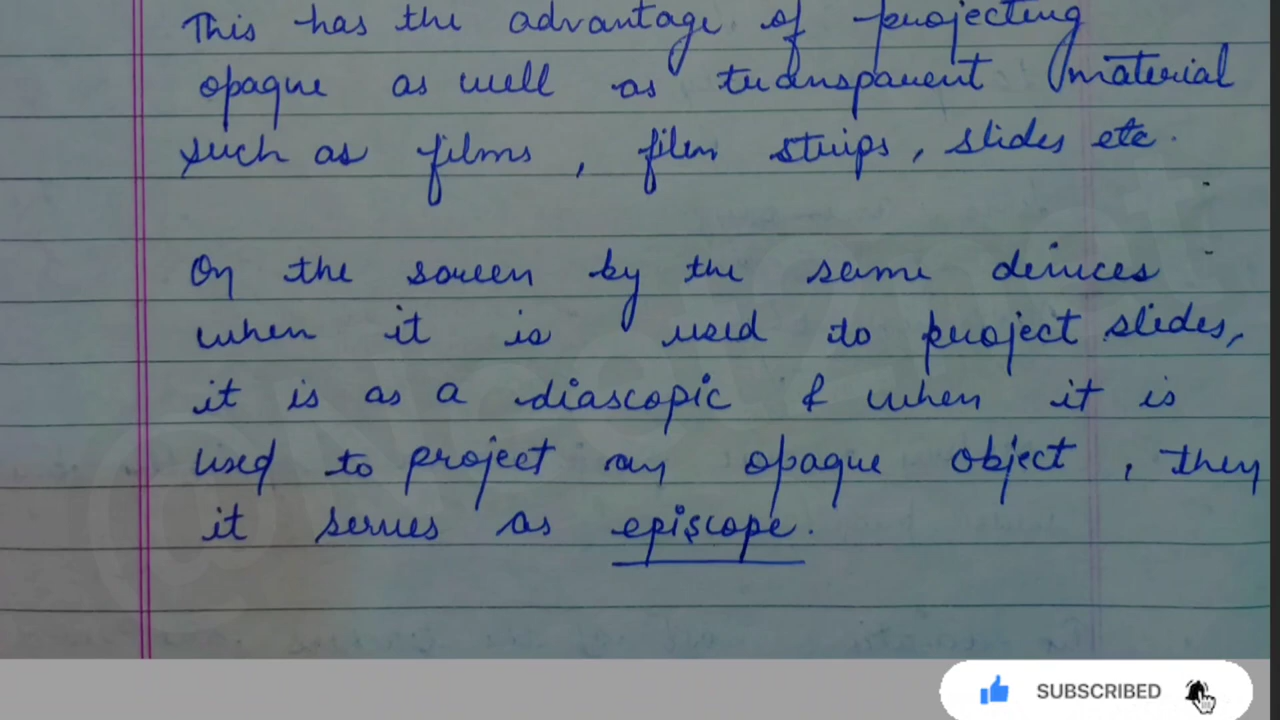 This has the advantage of projecting
opaque as well as transparent material
such as films, film strips, slides etc.
On the screen by the same devices
when it is used to project slides,
it is as a diascopic & when it is
used to project any opaque object, then
it serves as episcope.
SUBSCRIBED